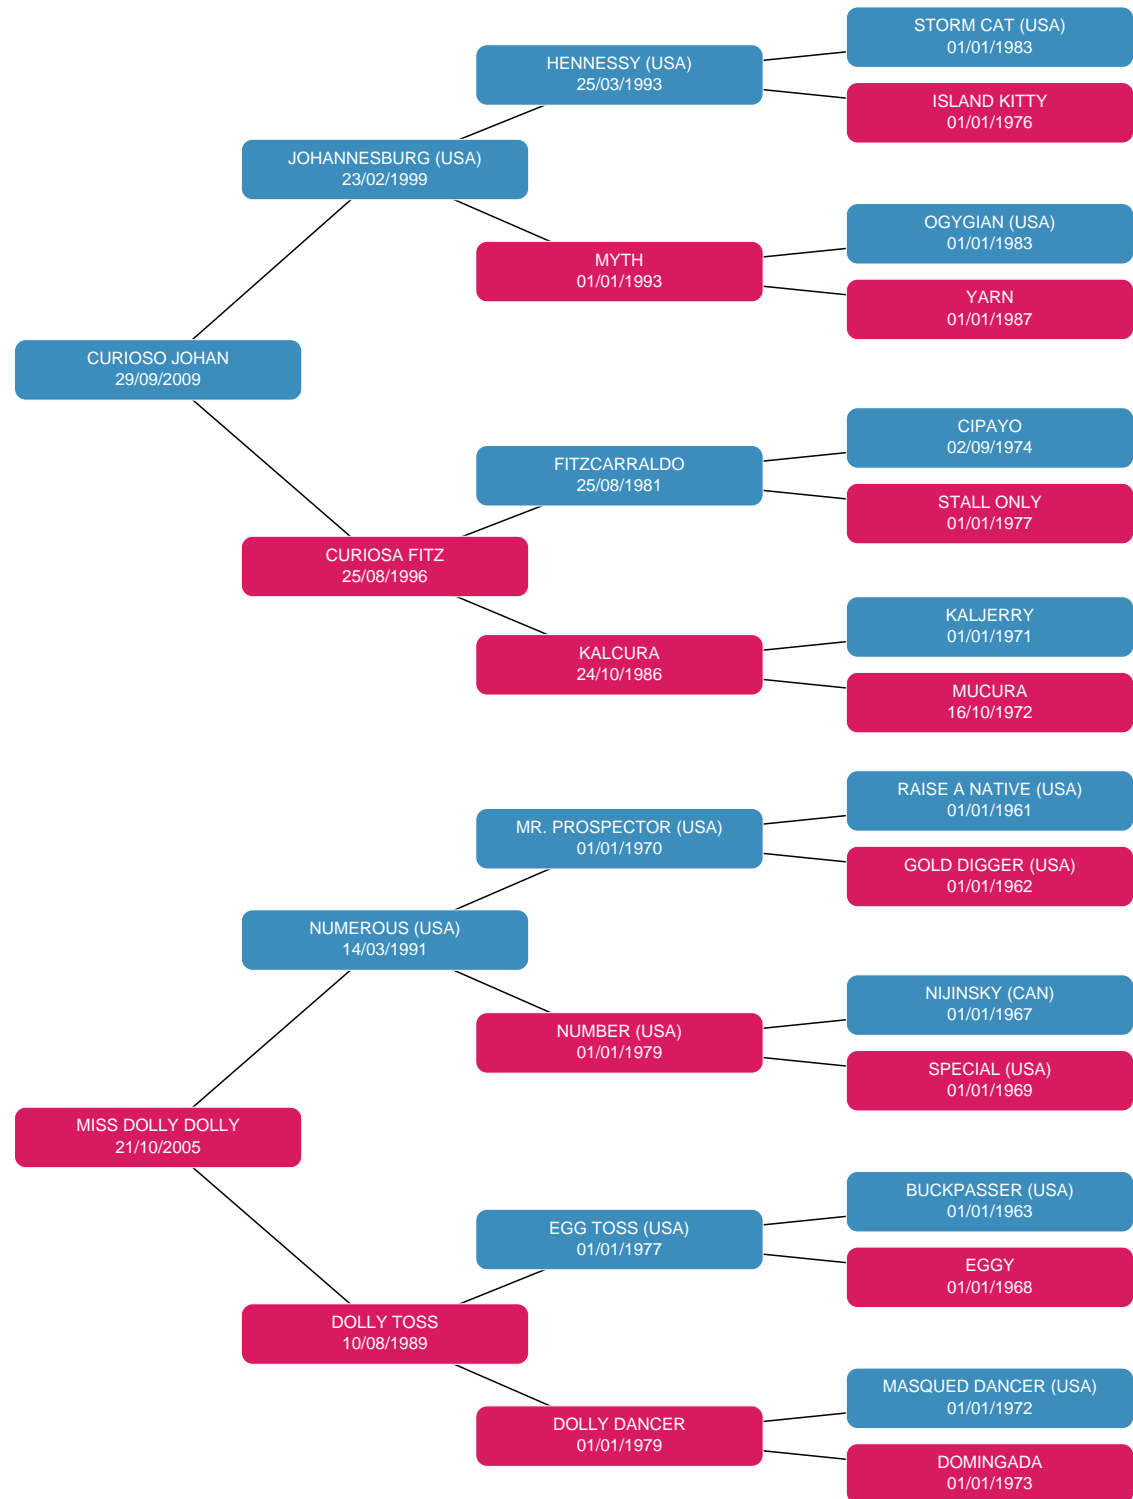 STORM CAT (USA)
01/01/1983
HENNESSY (USA)
25/03/1993
ISLAND KITTY
01/01/1976
JOHANNESBURG (USA)
23/02/1999
OGYGIAN (USA)
01/01/1983
MYTH
01/01/1993
YARN
01/01/1987
CURIOSO JOHAN
29/09/2009
CIPAYO
02/09/1974
FITZCARRALDO
25/08/1981
STALL ONLY
01/01/1977
CURIOSA FITZ
25/08/1996
KALJERRY
01/01/1971
KALCURA
24/10/1986
MUCURA
16/10/1972
RAISE A NATIVE (USA)
01/01/1961
MR. PROSPECTOR (USA)
01/01/1970
GOLD DIGGER (USA)
01/01/1962
NUMEROUS (USA)
14/03/1991
NIJINSKY (CAN)
01/01/1967
NUMBER (USA)
01/01/1979
SPECIAL (USA)
01/01/1969
MISS DOLLY DOLLY
21/10/2005
BUCKPASSER (USA)
01/01/1963
EGG TOSS (USA)
01/01/1977
EGGY
01/01/1968
DOLLY TOSS
10/08/1989
MASQUED DANCER (USA)
01/01/1972
DOLLY DANCER
01/01/1979
DOMINGADA
01/01/1973